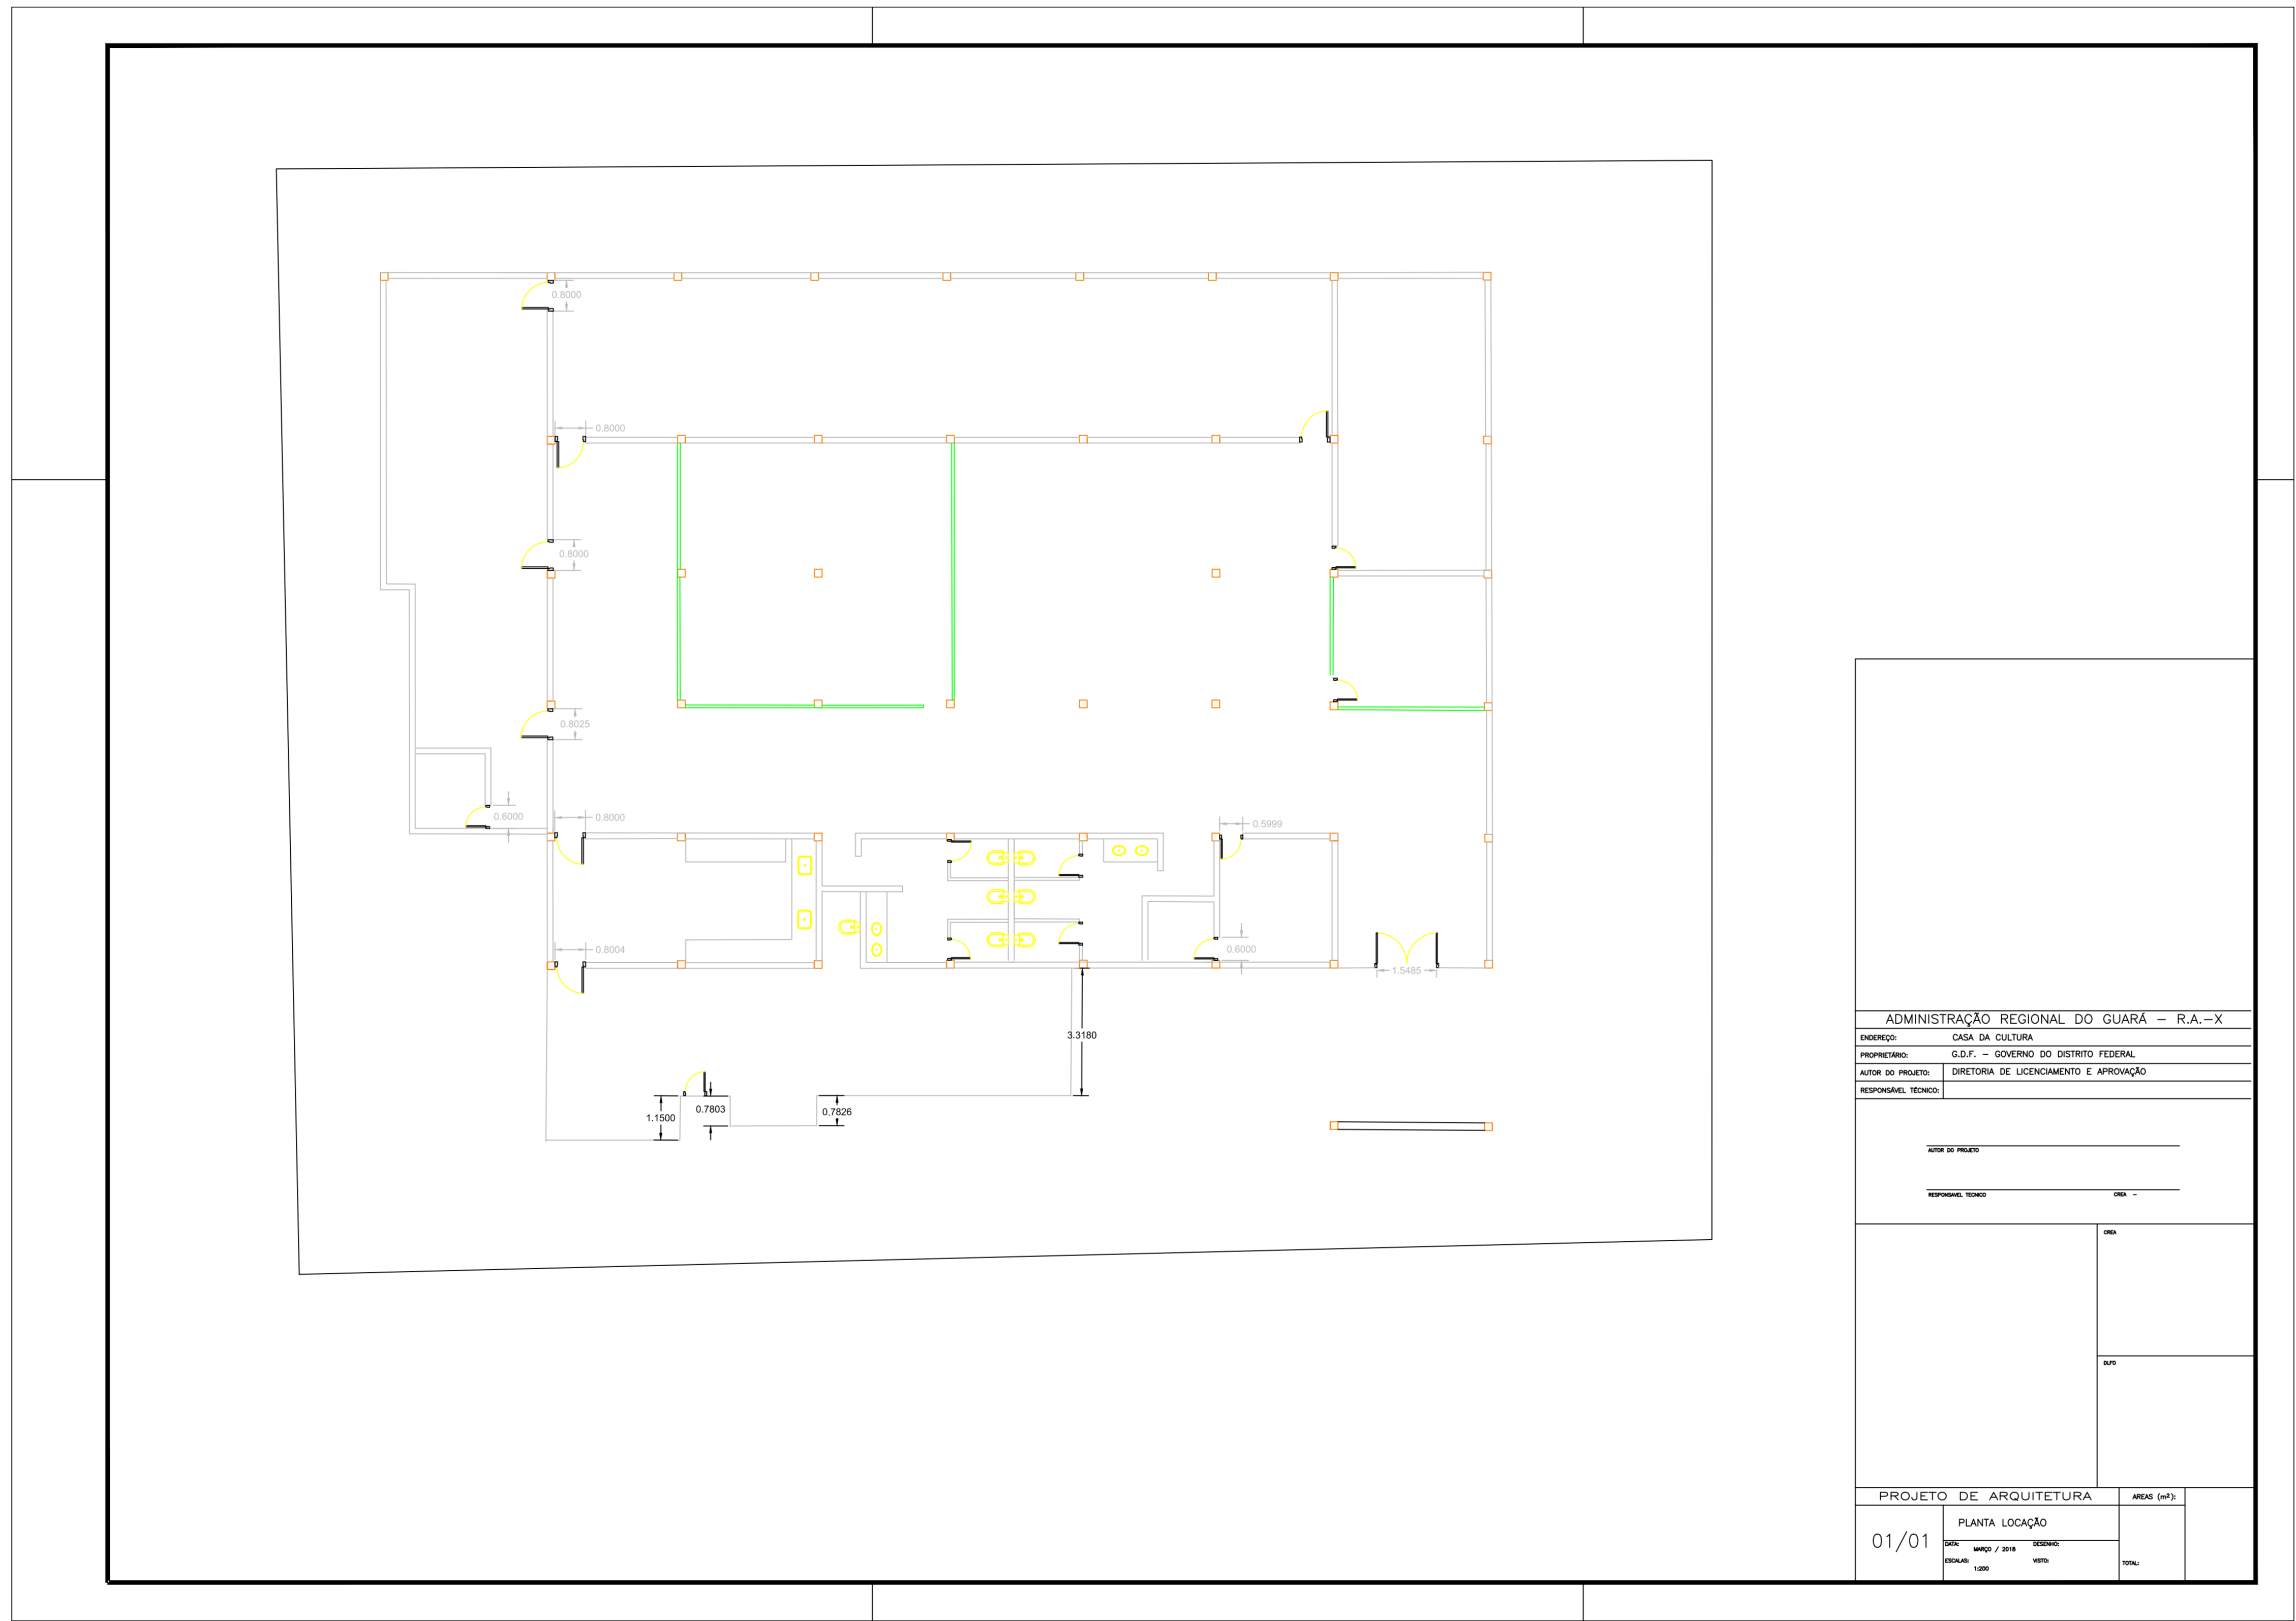 0.8000
0.8000
0.8000
0.8025
0.6000
0.8000
0.5999
0.8004
0.6000
1.5485
3.3180
1.1500
0.7803
0,7826
ADMINISTRAÇÃO REGIONAL DO GUARÁ – R.A.–X
ENDEREÇO: CASA DA CULTURA
PROPRIETÁRIO: G.D.F. – GOVERNO DO DISTRITO FEDERAL
AUTOR DO PROJETO: DIRETORIA DE LICENCIAMENTO E APROVAÇÃO
RESPONSÁVEL TÉCNICO:
AUTOR DO PROJETO
RESPONSAVEL TECNICO CREA –
CREA
DLFO
PROJETO DE ARQUITETURA AREAS (m²):
01/01
PLANTA LOCAÇÃO
DATA: MARÇO / 2018 DESENHO:
ESCALAS: 1:200 VISTO:
TOTAL: